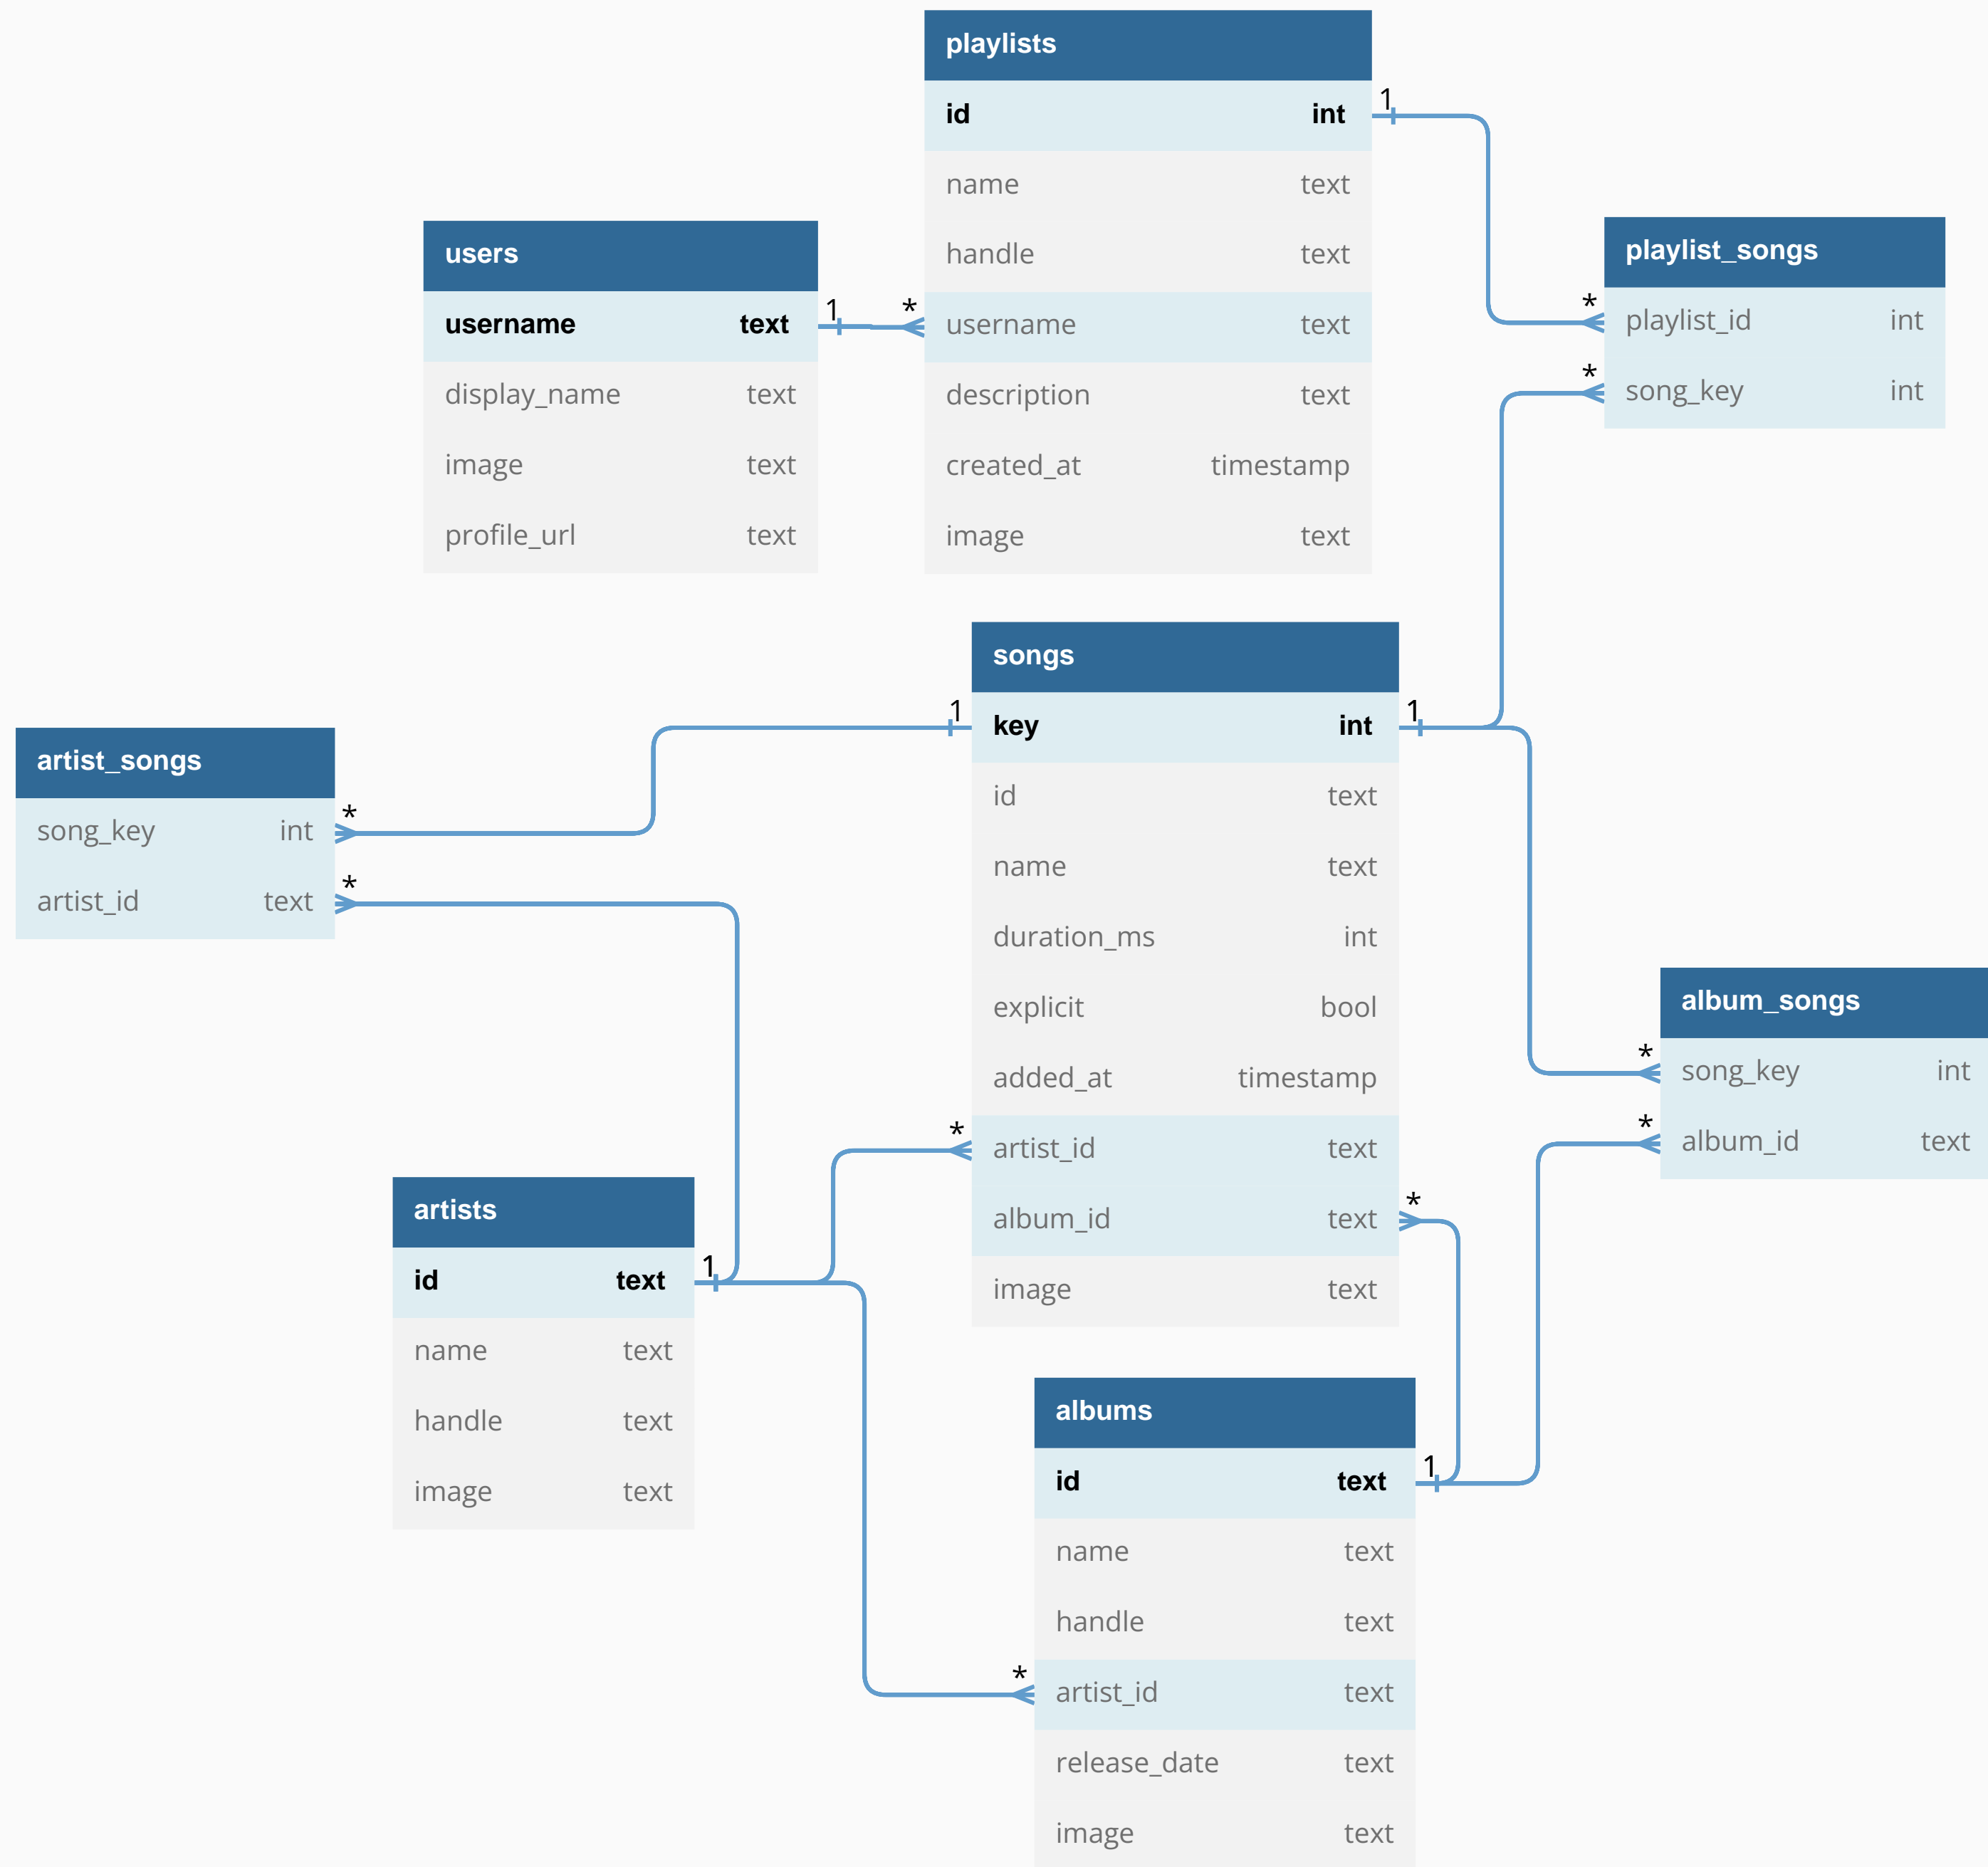 playlists
id int
name text
handle text
username text
description text
created_at timestamp
image text
1
*
users
username text
display_name text
image text
profile_url text
1
*
playlist_songs
playlist_id int
song_key int
*
*
songs
key int
id text
name text
duration_ms int
explicit bool
added_at timestamp
artist_id text
album_id text
image text
1
1
*
*
artist_songs
song_key int
artist_id text
*
*
album_songs
song_key int
album_id text
*
*
artists
id text
name text
handle text
image text
1
albums
id text
name text
handle text
artist_id text
release_date text
image text
1
*